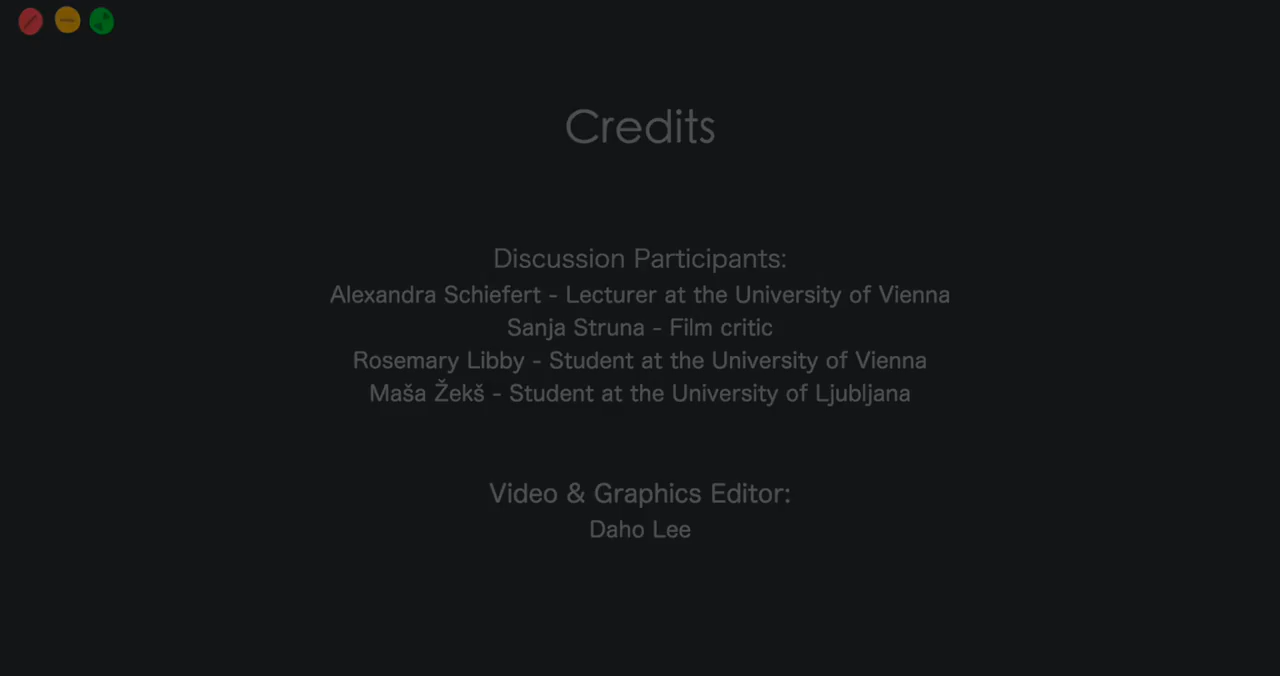 Credits
Discussion Participants:
Alexandra Schiefert - Lecturer at the University of Vienna
Sanja Struna - Film critic
Rosemary Libby - Student at the University of Vienna
Maša Žekš - Student at the University of Ljubljana
Video & Graphics Editor:
Daho Lee